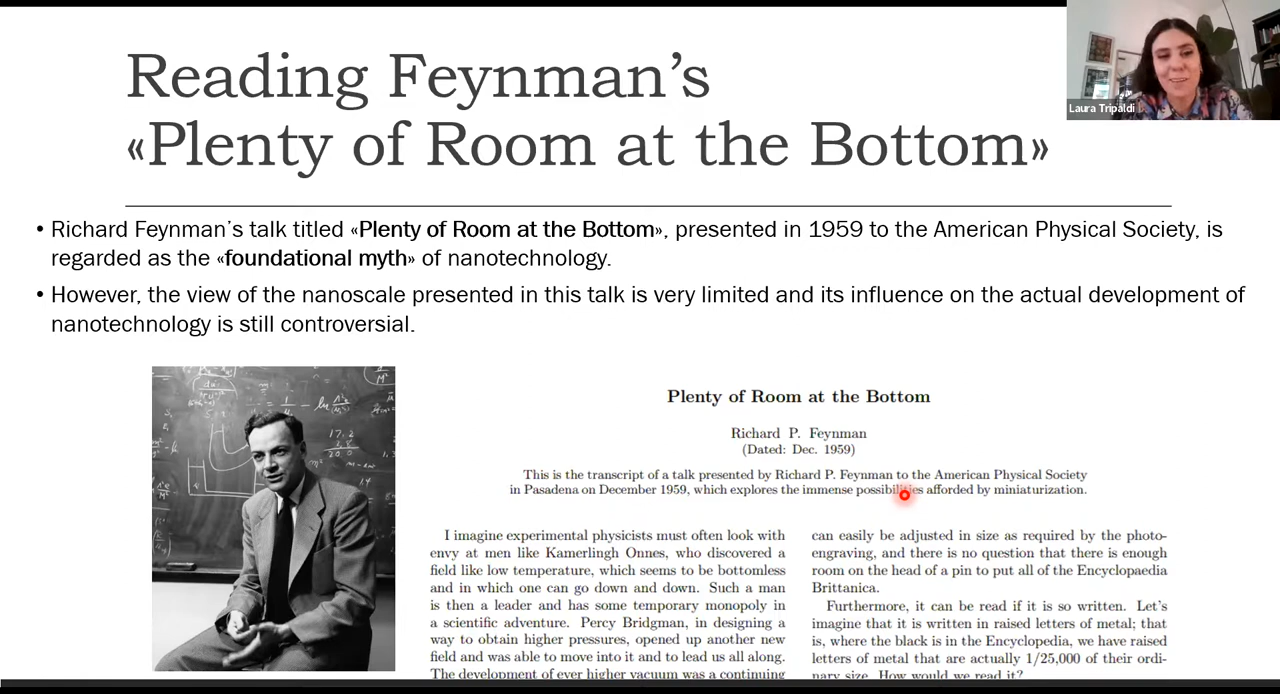 Reading Feynman’s
«Plenty of Room at the Bottom»
Laura Tripaldi
• Richard Feynman’s talk titled «Plenty of Room at the Bottom», presented in 1959 to the American Physical Society, is
regarded as the «foundational myth» of nanotechnology.
• However, the view of the nanoscale presented in this talk is very limited and its influence on the actual development of
nanotechnology is still controversial.
17.2
20.0
Plenty of Room at the Bottom
Richard P. Feynman
(Dated: Dec. 1959)
This is the transcript of a talk presented by Richard P. Feynman to the American Physical Society
in Pasadena on December 1959, which explores the immense possibilities afforded by miniaturization.
I imagine experimental physicists must often look with
envy at men like Kamerlingh Onnes, who discovered a
field like low temperature, which seems to be bottomless
and in which one can go down and down. Such a man
is then a leader and has some temporary monopoly in
a scientific adventure. Percy Bridgman, in designing a
way to obtain higher pressures, opened up another new
field and was able to move into it and to lead us all along.
The development of ever higher vacuum was a continuing
can easily be adjusted in size as required by the photo-
engraving, and there is no question that there is enough
room on the head of a pin to put all of the Encyclopaedia
Brittanica.
Furthermore, it can be read if it is so written. Let’s
imagine that it is written in raised letters of metal; that
is, where the black is in the Encyclopedia, we have raised
letters of metal that are actually 1/25,000 of their ordi-
nary size. How would we read it?